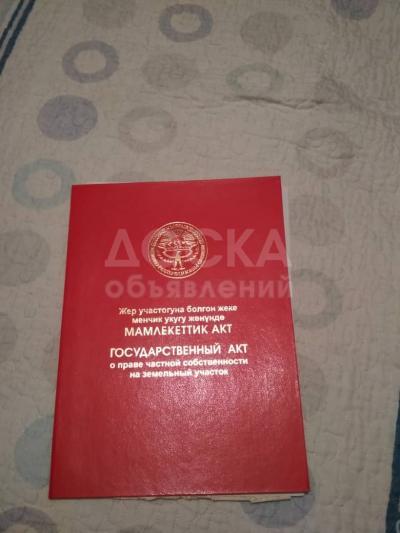 Жер участогуна болгон жеке
менчик укугу жөнүндө
МАМЛЕКЕТТИК АКТ
ГОСУДАРСТВЕННЫЙ АКТ
о праве частной собственности
на земельный участок
ДОСКА
объявлений